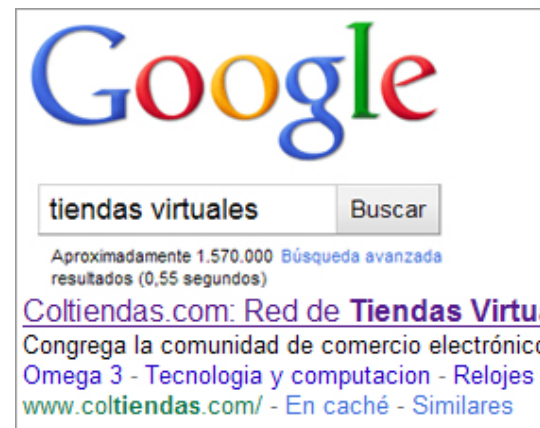 Google
tiendas virtuales Buscar
Aproximadamente 1.570.000 Búsqueda avanzada
resultados (0,55 segundos)
Coltiendas.com: Red de Tiendas Virtu
Congrega la comunidad de comercio electrónico
Omega 3 - Tecnologia y computacion - Relojes
www.coltiendas.com/ - En caché - Similares